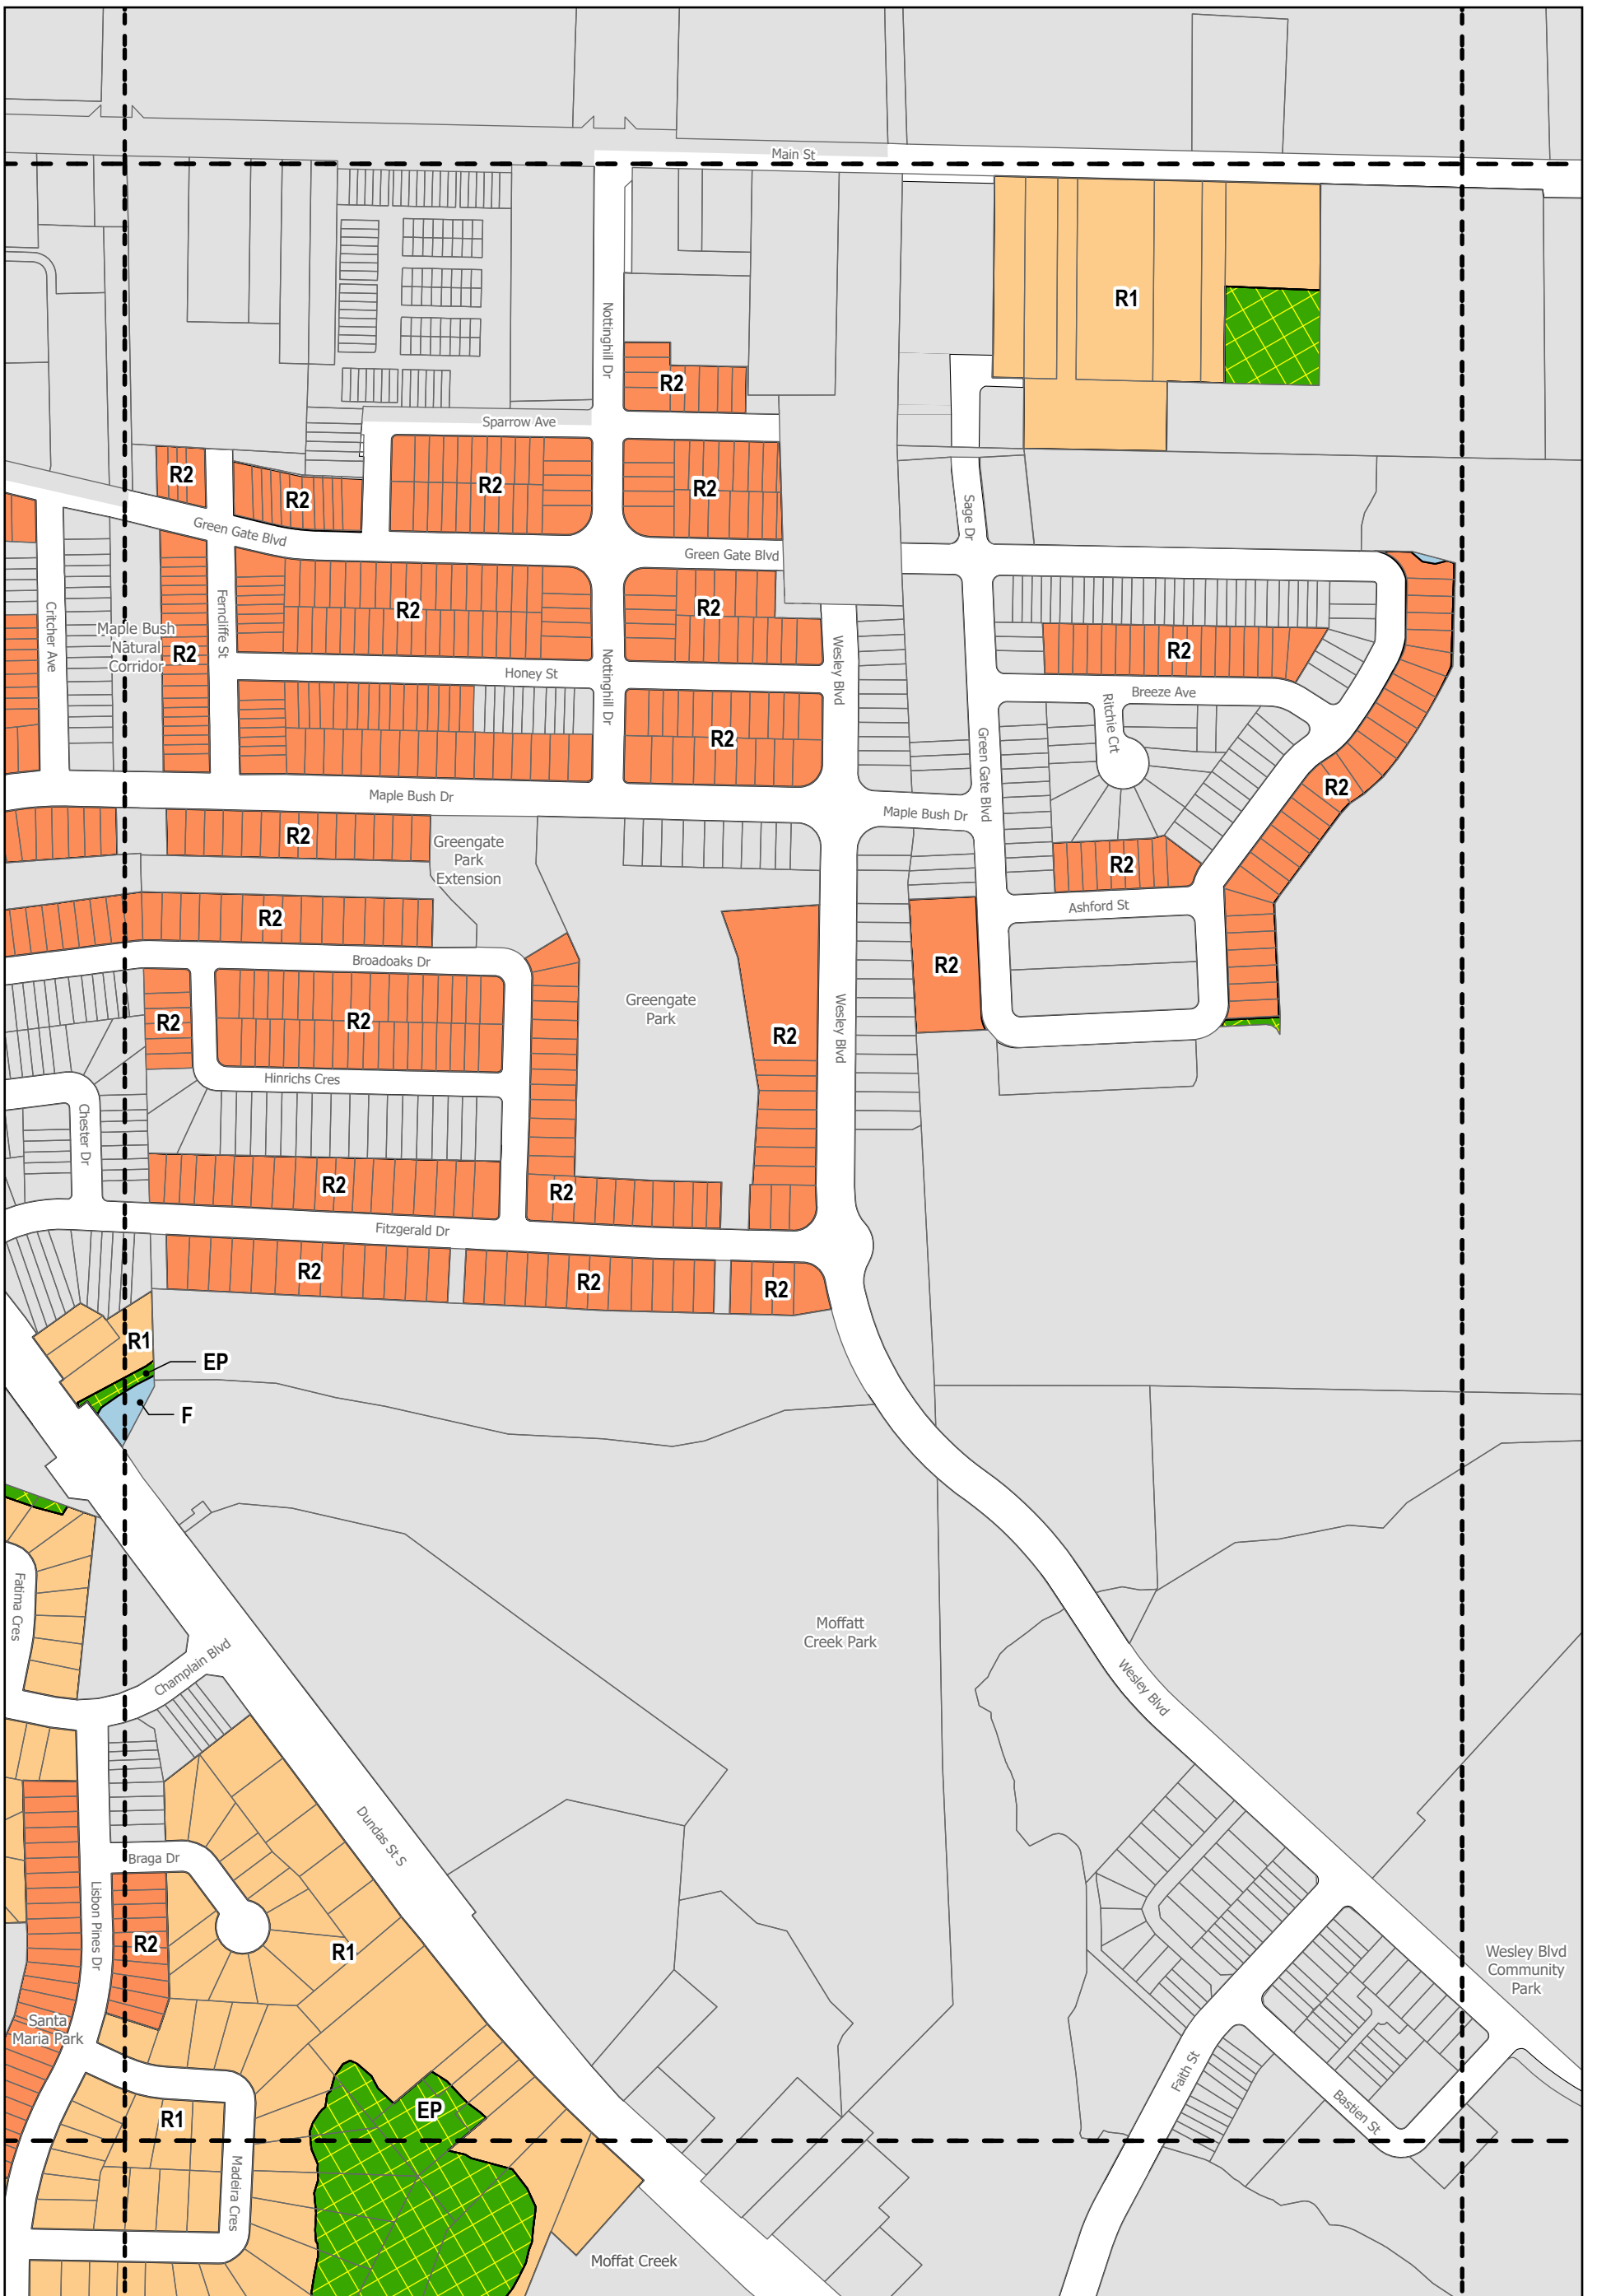 Main St
R1
Nottinghill Dr
R2
Sparrow Ave
R2
R2
R2
R2
Sage Dr
Green Gate Blvd
Green Gate Blvd
Critcher Ave
Ferncliffe St
R2
R2
Maple Bush
Natural
Corridor
R2
Wesley Blvd
R2
Honey St
Nottinghill Dr
Breeze Ave
Ritchie Crt
R2
Green Gate Blvd
R2
Maple Bush Dr
Maple Bush Dr
R2
Greengate
Park
Extension
R2
Ashford St
R2
Broadoaks Dr
R2
R2
R2
Greengate
Park
R2
Wesley Blvd
Hinrichs Cres
Chester Dr
R2
R2
Fitzgerald Dr
R2
R2
R2
R1
EP
F
Fatima Cres
Moffatt
Creek Park
Champlain Blvd
Wesley Blvd
Dundas St S
Braga Dr
Lisbon Pines Dr
R2
R1
Wesley Blvd
Community
Park
Santa
Maria Park
Faith St
Bastien St
R1
EP
Madeira Cres
Moffat Creek